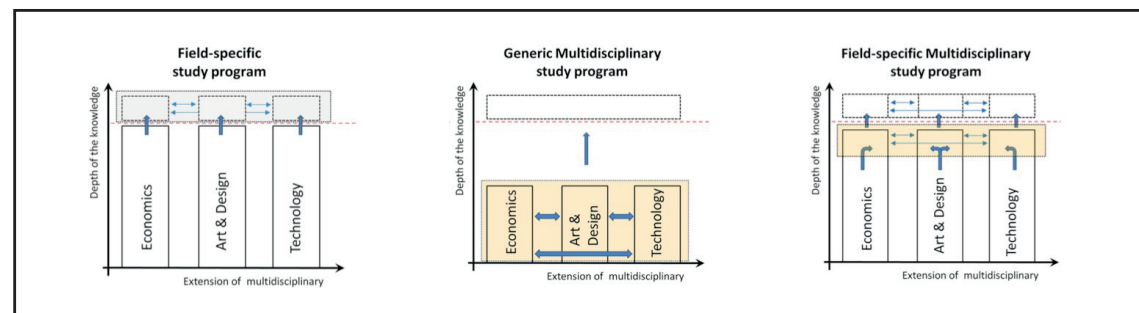 Field-specific
study program
Depth of the knowledge
Economics
Art & Design
Technology
Extension of multidisciplinary
Generic Multidisciplinary
study program
Depth of the knowledge
Economics
Art &
Design
Technology
Extension of multidisciplinary
Field-specific Multidisciplinary
study program
Depth of the knowledge
Economics
Art & Design
Technology
Extension of multidisciplinary